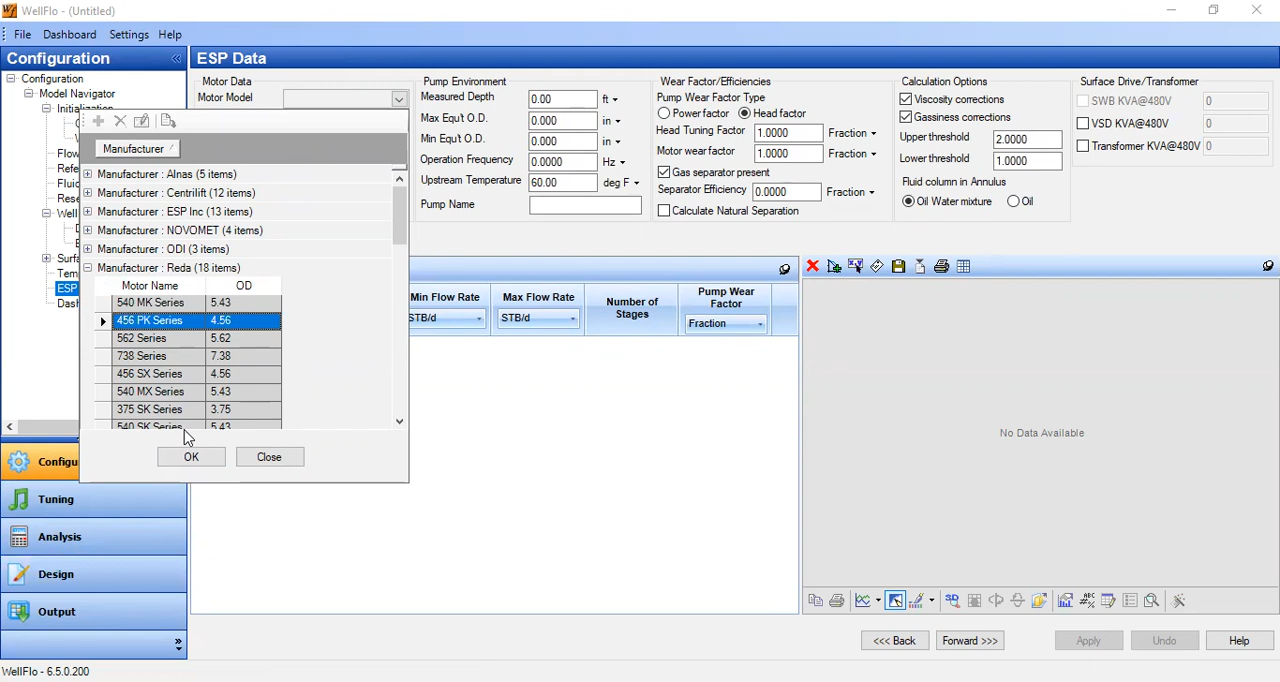 WellFlo - (Untitled)
File Dashboard Settings Help
Configuration
Configuration
Model Navigator
Flow
Refe
Fluid
Rese
Well
Surfa
Tem
ESP
Dash
ESP Data
Motor Data
Motor Model
Pump Environment
Measured Depth 0.00 ft
Max Equi't O.D. 0.000 in
Min Equ't O.D. 0.000 in
Operation Frequency 0.0000 Hz
Upstream Temperature 60.00 deg F
Pump Name
Wear Factor/Efficiencies
Pump Wear Factor Type
Power factor Head factor
Head Tuning Factor 1.0000 Fraction
Motor wear factor 1.0000 Fraction
Gas separator present
Separator Efficiency 0.0000 Fraction
Calculate Natural Separation
Calculation Options
Viscosity corrections
Gassiness corrections
Upper threshold 2.0000
Lower threshold 1.0000
Fluid column in Annulus
Oil Water mixture Oil
Surface Drive/Transformer
SWB KVA@480V 0
VSD KVA@480V 0
Transformer KVA@480V 0
Manufacturer
Manufacturer : Alnas (5 items)
Manufacturer : Centrilift (12 items)
Manufacturer : ESP Inc (13 items)
Manufacturer : NOVOMET (4 items)
Manufacturer : ODI (3 items)
Manufacturer : Reda (18 items)
Motor Name OD
540 MK Series 5.43
456 PK Series 4.56
562 Series 5.62
738 Series 7.38
456 SX Series 4.56
540 MX Series 5.43
375 SK Series 3.75
540 SK Series 5.43
OK Close
Min Flow Rate Max Flow Rate Number of Stages Pump Wear Factor
STB/d STB/d Fraction
No Data Available
Configu
Tuning
Analysis
Design
Output
<<< Back Forward >>> Apply Undo Help
WellFlo - 6.5.0.200